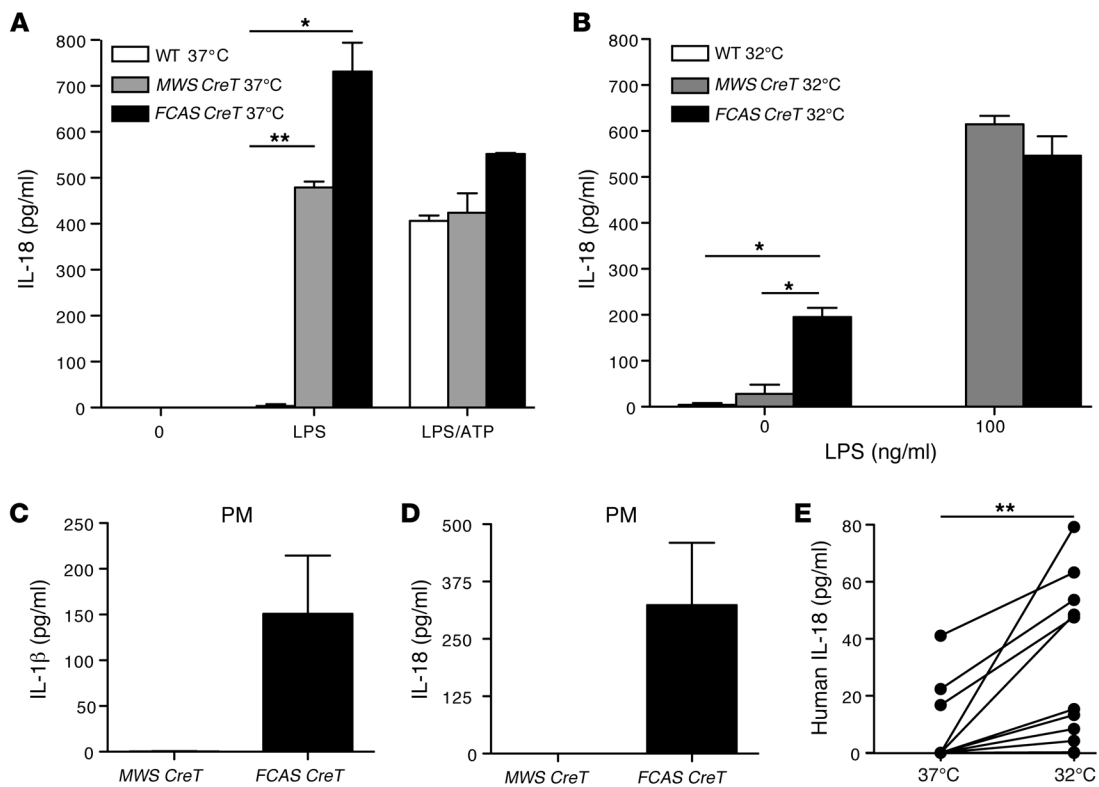 A
IL-18 (pg/ml)
800
700
600
500
400
300
200
100
0
WT 37°C
MWS CreT 37°C
FCAS CreT 37°C
*
**
0
LPS
LPS/ATP
B
IL-18 (pg/ml)
800
700
600
500
400
300
200
100
0
WT 32°C
MWS CreT 32°C
FCAS CreT 32°C
*
*
0
100
LPS (ng/ml)
C
PM
IL-1β (pg/ml)
250
200
150
100
50
0
MWS CreT
FCAS CreT
D
PM
IL-18 (pg/ml)
500
375
250
125
0
MWS CreT
FCAS CreT
E
**
Human IL-18 (pg/ml)
80
60
40
20
0
37°C
32°C